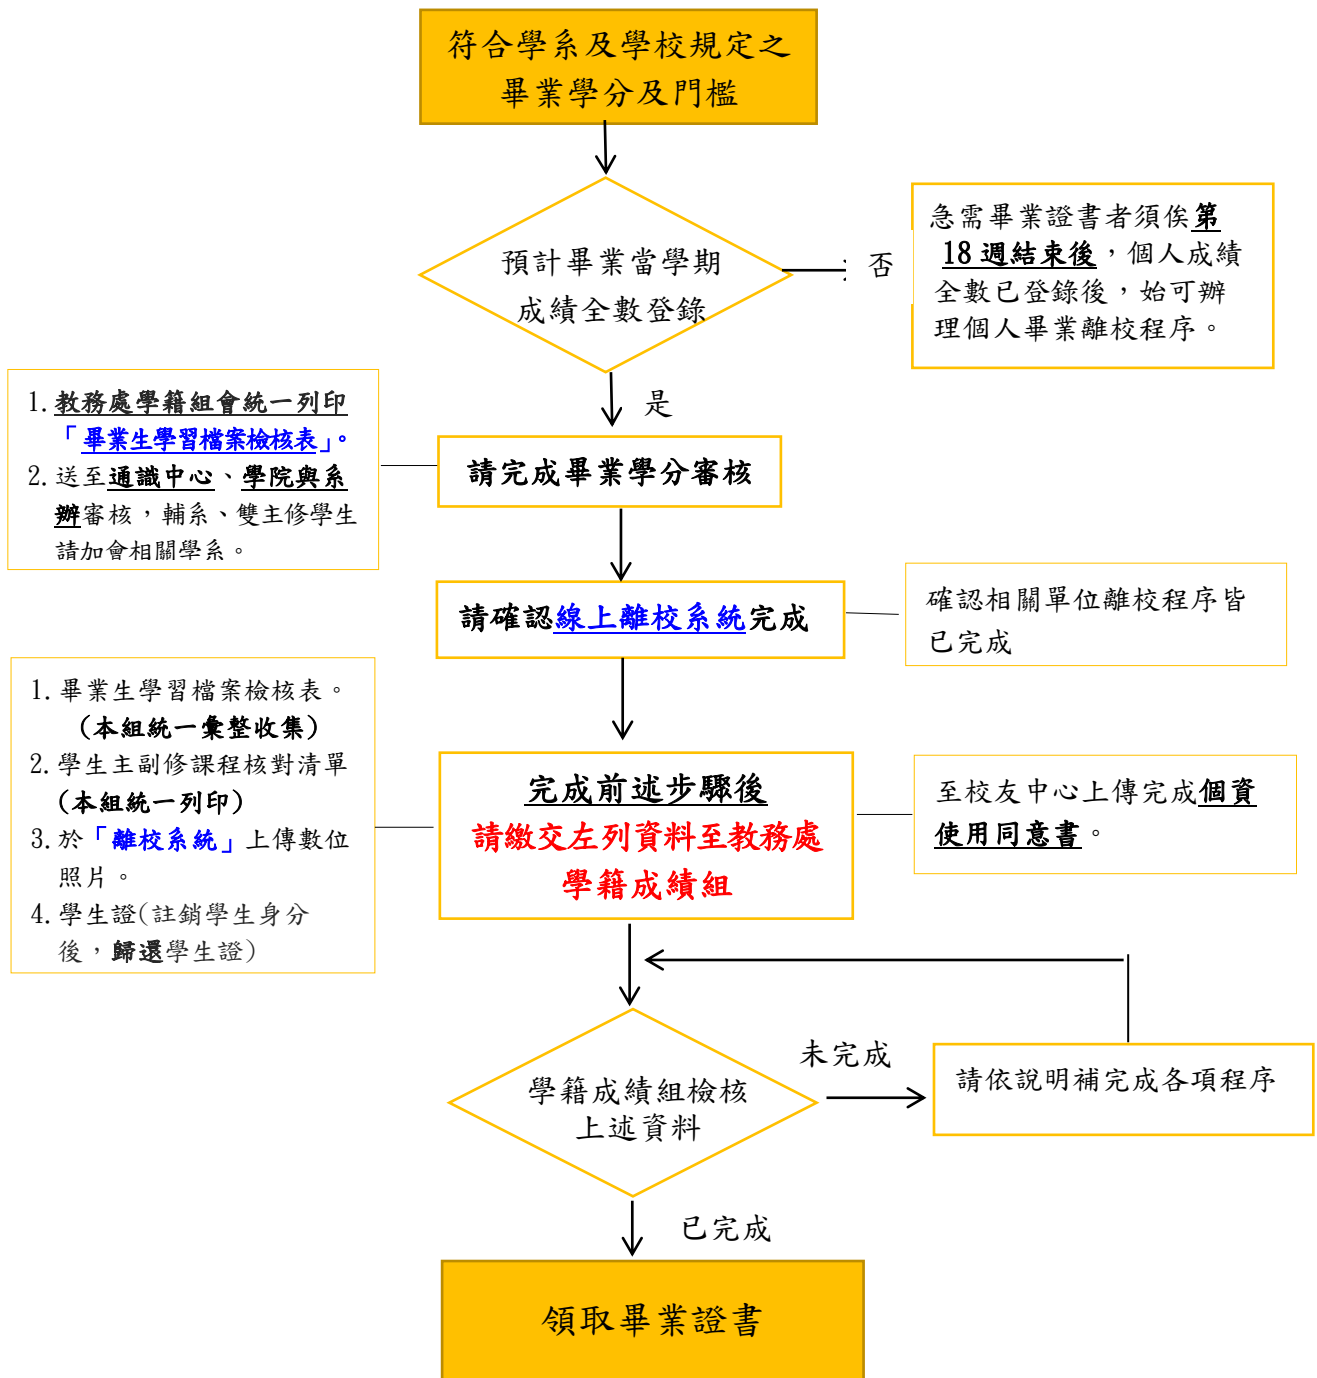 符合學系及學校規定之
畢業學分及門檻
預計畢業當學期
成績全數登錄
否
急需畢業證書者須俟第
18 週結束後，個人成績
全數已登錄後，始可辦
理個人畢業離校程序。
是
1. 教務處學籍組會統一列印
「畢業生學習檔案檢核表」。
2. 送至通識中心、學院與系
辦審核，輔系、雙主修學生
請加會相關學系。
請完成畢業學分審核
請確認線上離校系統完成
確認相關單位離校程序皆
已完成
1. 畢業生學習檔案檢核表。
(本組統一彙整收集)
2. 學生主副修課程核對清單
(本組統一列印)
3. 於「離校系統」上傳數位
照片。
4. 學生證(註銷學生身分
後，歸還學生證)
完成前述步驟後
請繳交左列資料至教務處
學籍成績組
至校友中心上傳完成個資
使用同意書。
學籍成績組檢核
上述資料
未完成
請依說明補完成各項程序
已完成
領取畢業證書